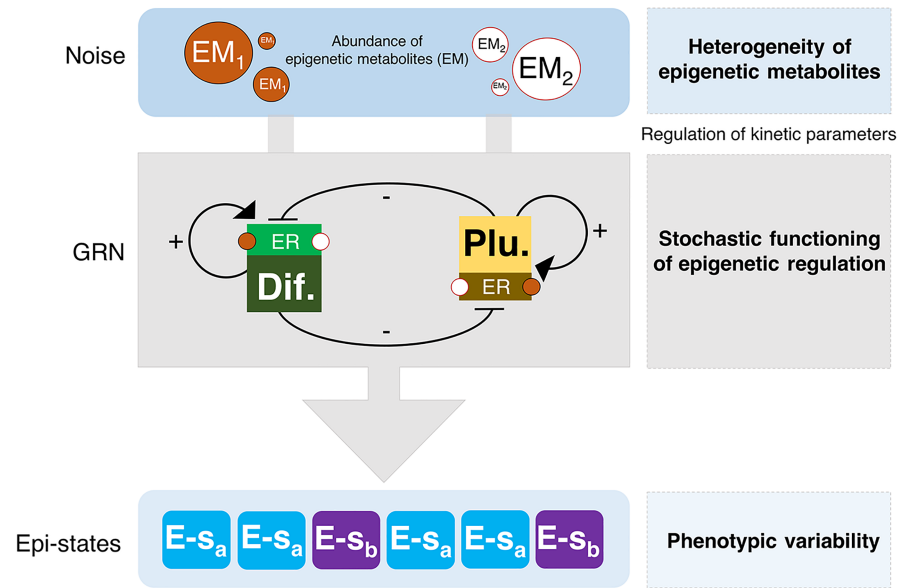 Noise
EM1
EM1
EM1
Abundance of
epigenetic metabolites (EM)
EM2
EM2
EM2
Heterogeneity of
epigenetic metabolites
Regulation of kinetic parameters
GRN
+
-
+
ER
Dif.
Plu.
ER
-
Stochastic functioning
of epigenetic regulation
Epi-states
E-sa
E-sa
E-sb
E-sa
E-sa
E-sb
Phenotypic variability